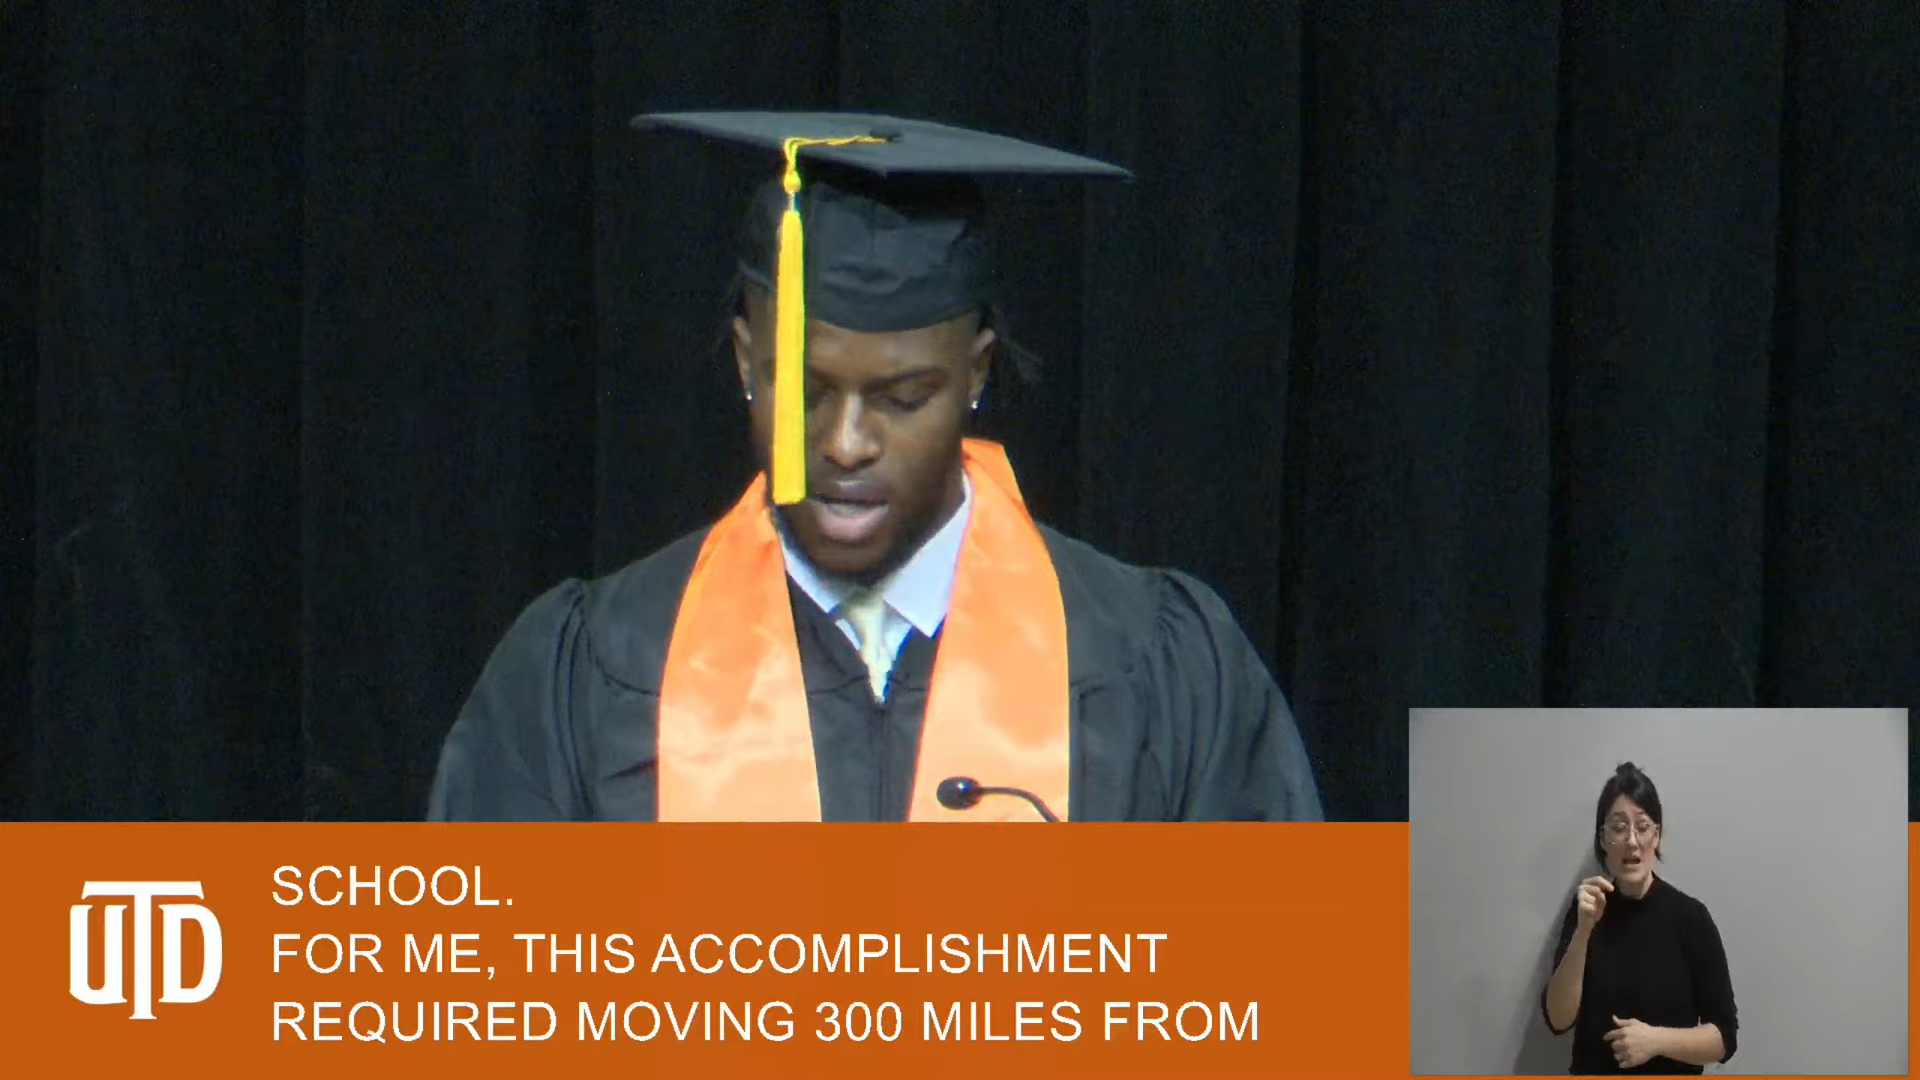 UTD
SCHOOL.
FOR ME, THIS ACCOMPLISHMENT
REQUIRED MOVING 300 MILES FROM